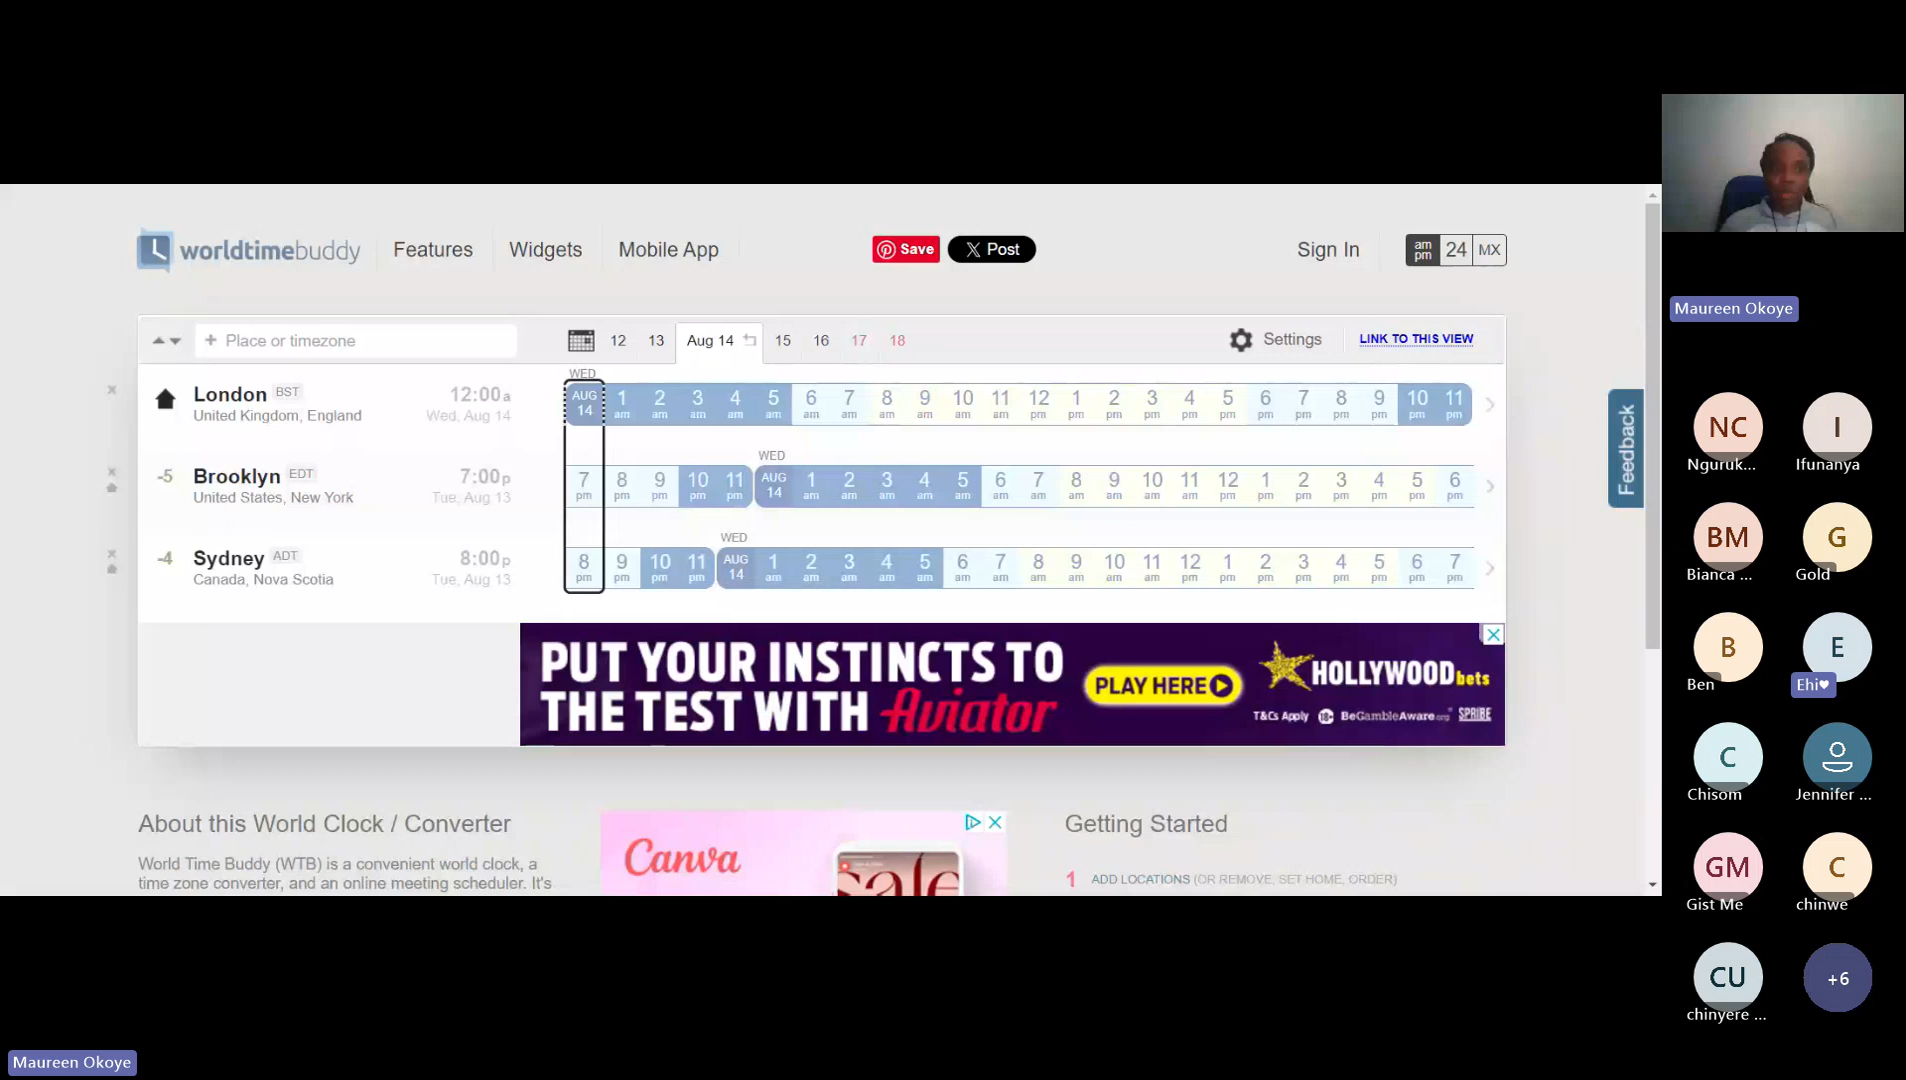 worldtimebuddy
Features
Widgets
Mobile App
Save
X Post
Sign In
am pm
24
MX
+ Place or timezone
12
13
Aug 14
15
16
17
18
Settings
LINK TO THIS VIEW
WED
London BST
12:00a
United Kingdom, England
Wed, Aug 14
AUG 14
1 am
2 am
3 am
4 am
5 am
6 am
7 am
8 am
9 am
10 am
11 am
12 pm
1 pm
2 pm
3 pm
4 pm
5 pm
6 pm
7 pm
8 pm
9 pm
10 pm
11 pm
WED
-5
Brooklyn EDT
7:00p
United States, New York
Tue, Aug 13
7 pm
8 pm
9 pm
10 pm
11 pm
AUG 14
1 am
2 am
3 am
4 am
5 am
6 am
7 am
8 am
9 am
10 am
11 am
12 pm
1 pm
2 pm
3 pm
4 pm
5 pm
6 pm
WED
-4
Sydney ADT
8:00p
Canada, Nova Scotia
Tue, Aug 13
8 pm
9 pm
10 pm
11 pm
AUG 14
1 am
2 am
3 am
4 am
5 am
6 am
7 am
8 am
9 am
10 am
11 am
12 pm
1 pm
2 pm
3 pm
4 pm
5 pm
6 pm
7 pm
PUT YOUR INSTINCTS TO
THE TEST WITH Aviator
PLAY HERE
HOLLYWOODbets
T&Cs Apply 18+ BeGambleAware.org SPRIBE
About this World Clock / Converter
World Time Buddy (WTB) is a convenient world clock, a
time zone converter, and an online meeting scheduler. It's
Canva
sale
Getting Started
1 ADD LOCATIONS (OR REMOVE, SET HOME, ORDER)
Feedback
Maureen Okoye
NC
Nguruk...
I
Ifunanya
BM
Bianca ...
G
Gold
B
Ben
E
Ehi♥
C
Chisom
Jennifer ...
GM
Gist Me
C
chinwe
CU
chinyere ...
+6
Maureen Okoye